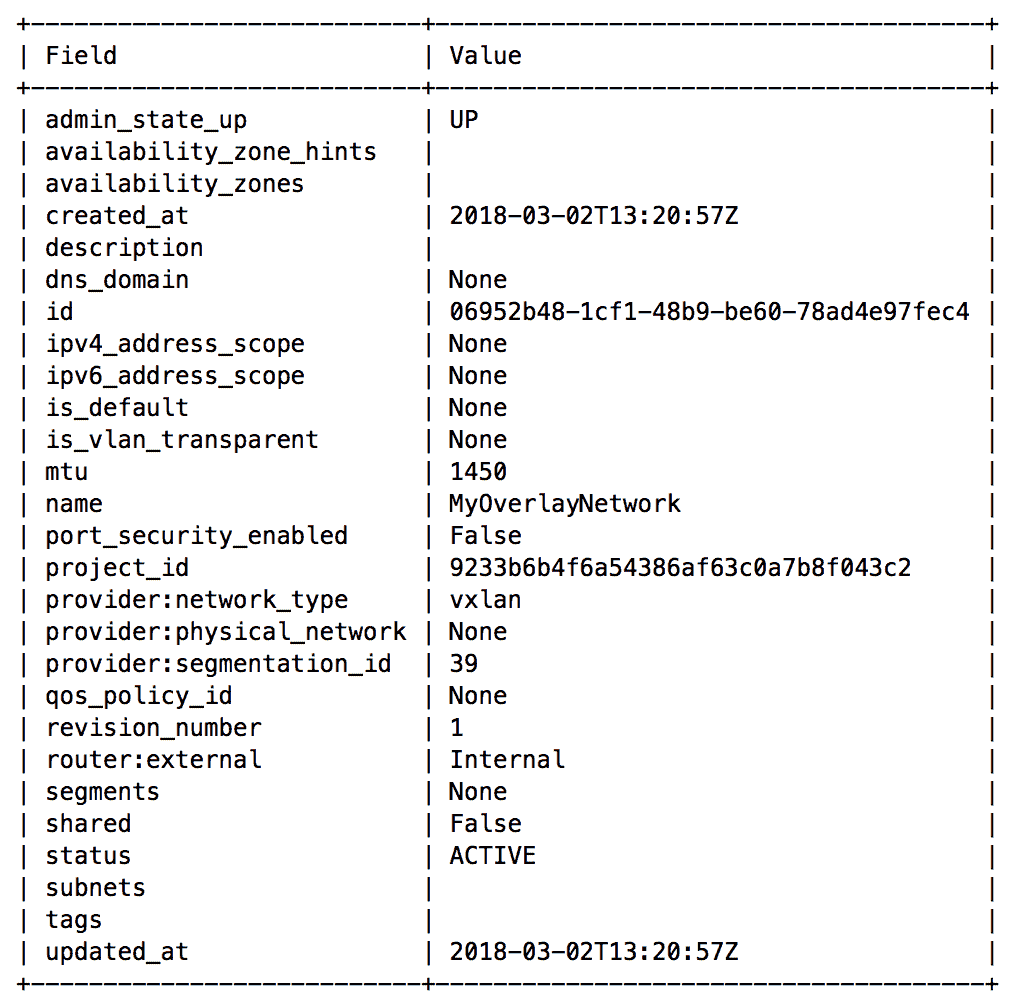 +---------------------------+--------------------------------------+
| Field                     | Value                                |
+---------------------------+--------------------------------------+
| admin_state_up            | UP                                   |
| availability_zone_hints   |                                      |
| availability_zones        |                                      |
| created_at                | 2018-03-02T13:20:57Z                 |
| description               |                                      |
| dns_domain                | None                                 |
| id                        | 06952b48-1cf1-48b9-be60-78ad4e97fec4 |
| ipv4_address_scope        | None                                 |
| ipv6_address_scope        | None                                 |
| is_default                | None                                 |
| is_vlan_transparent       | None                                 |
| mtu                       | 1450                                 |
| name                      | MyOverlayNetwork                     |
| port_security_enabled     | False                                |
| project_id                | 9233b6b4f6a54386af63c0a7b8f043c2     |
| provider:network_type     | vxlan                                |
| provider:physical_network | None                                 |
| provider:segmentation_id  | 39                                   |
| qos_policy_id             | None                                 |
| revision_number           | 1                                    |
| router:external           | Internal                             |
| segments                  | None                                 |
| shared                    | False                                |
| status                    | ACTIVE                               |
| subnets                   |                                      |
| tags                      |                                      |
| updated_at                | 2018-03-02T13:20:57Z                 |
+---------------------------+--------------------------------------+